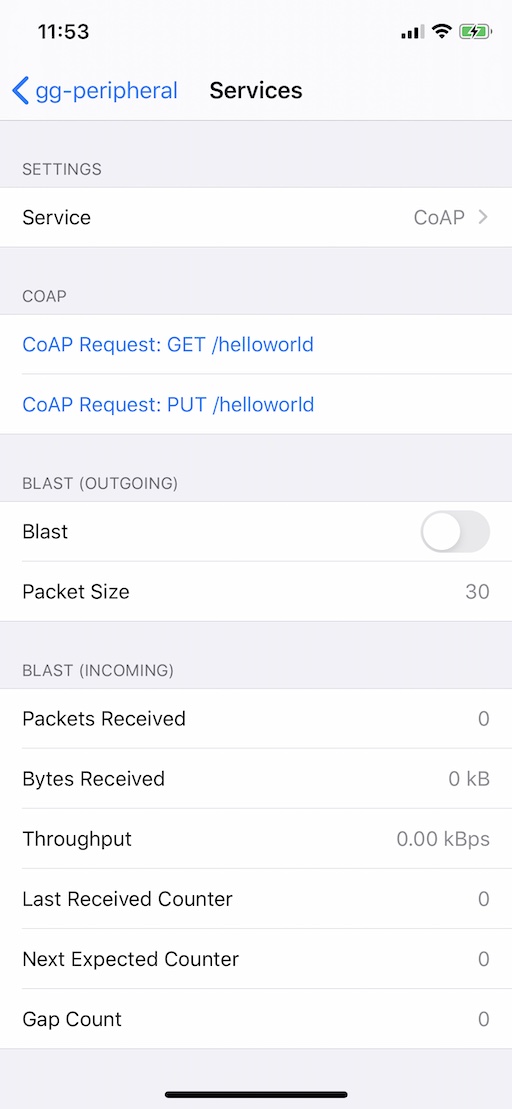 11:53
gg-peripheral Services
SETTINGS
Service CoAP
COAP
CoAP Request: GET /helloworld
CoAP Request: PUT /helloworld
BLAST (OUTGOING)
Blast
Packet Size 30
BLAST (INCOMING)
Packets Received 0
Bytes Received 0 kB
Throughput 0.00 kBps
Last Received Counter 0
Next Expected Counter 0
Gap Count 0